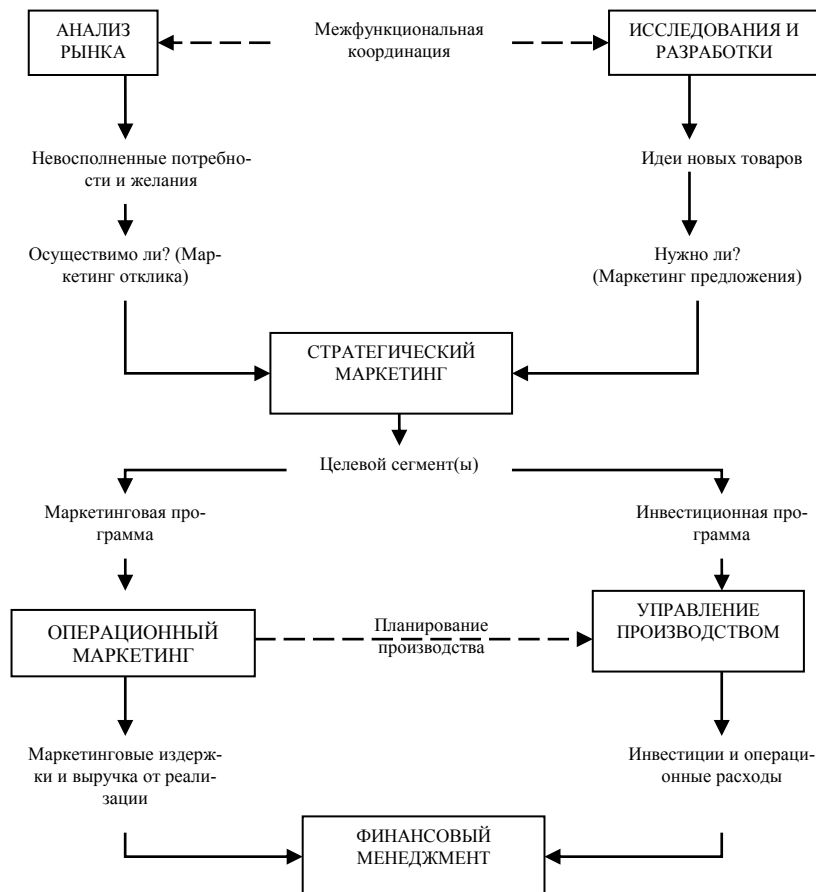 АНАЛИЗ
РЫНКА
Межфункциональная
координация
ИССЛЕДОВАНИЯ И
РАЗРАБОТКИ
Невосполненные потребно-
сти и желания
Идеи новых товаров
Осуществимо ли? (Мар-
кетинг отклика)
Нужно ли?
(Маркетинг предложения)
СТРАТЕГИЧЕСКИЙ
МАРКЕТИНГ
Целевой сегмент(ы)
Маркетинговая про-
грамма
Инвестиционная про-
грамма
ОПЕРАЦИОННЫЙ
МАРКЕТИНГ
Планирование
производства
УПРАВЛЕНИЕ
ПРОИЗВОДСТВОМ
Маркетинговые издерж-
ки и выручка от реали-
зации
Инвестиции и операци-
онные расходы
ФИНАНСОВЫЙ
МЕНЕДЖМЕНТ